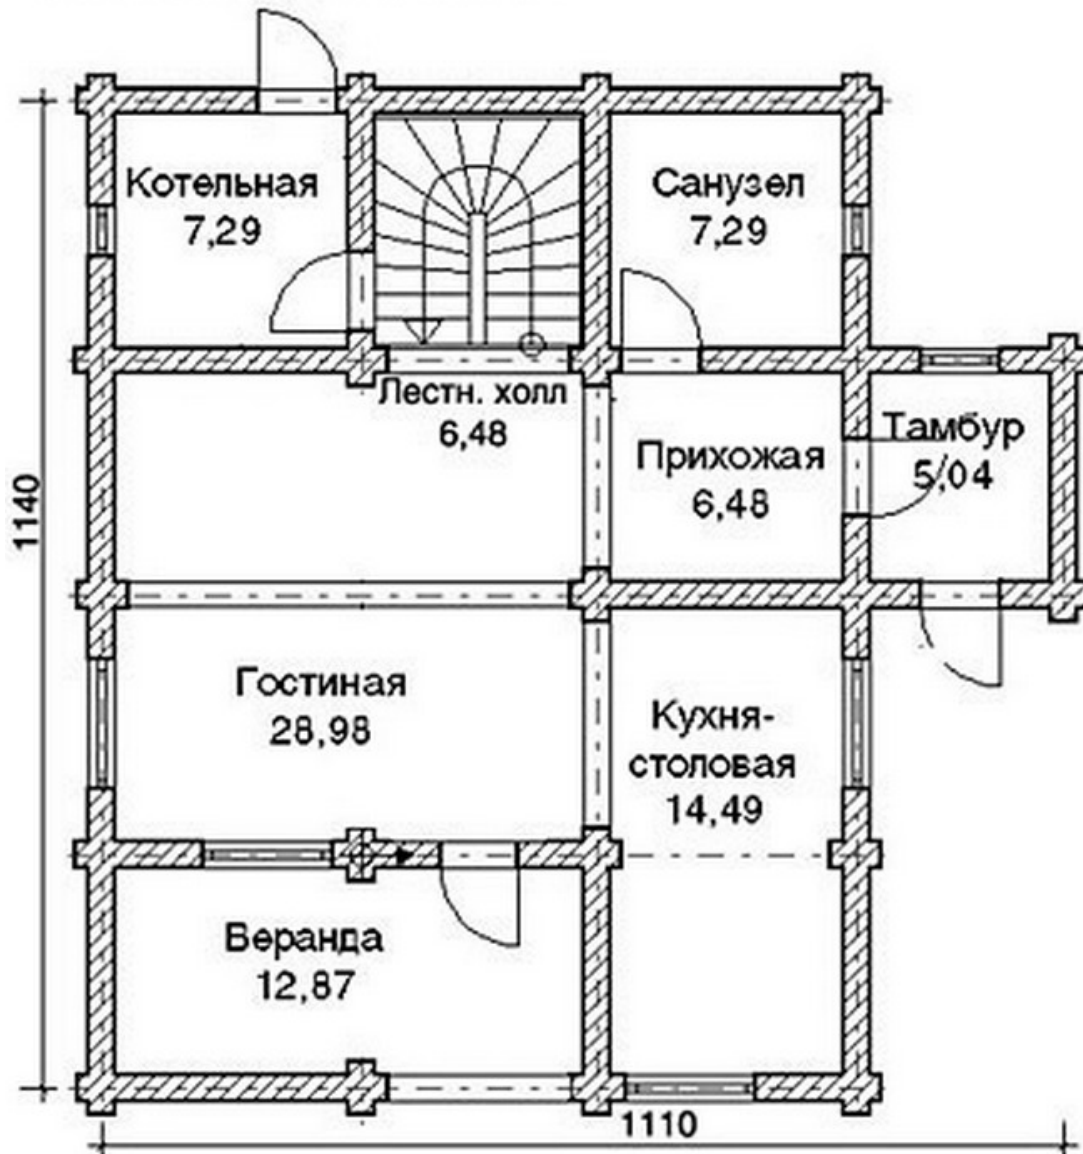 Котельная
7,29
Санузел
7,29
Лестн. холл
6,48
Прихожая
6,48
Тамбур
5,04
1140
Гостиная
28,98
Кухня-
столовая
14,49
Веранда
12,87
1110